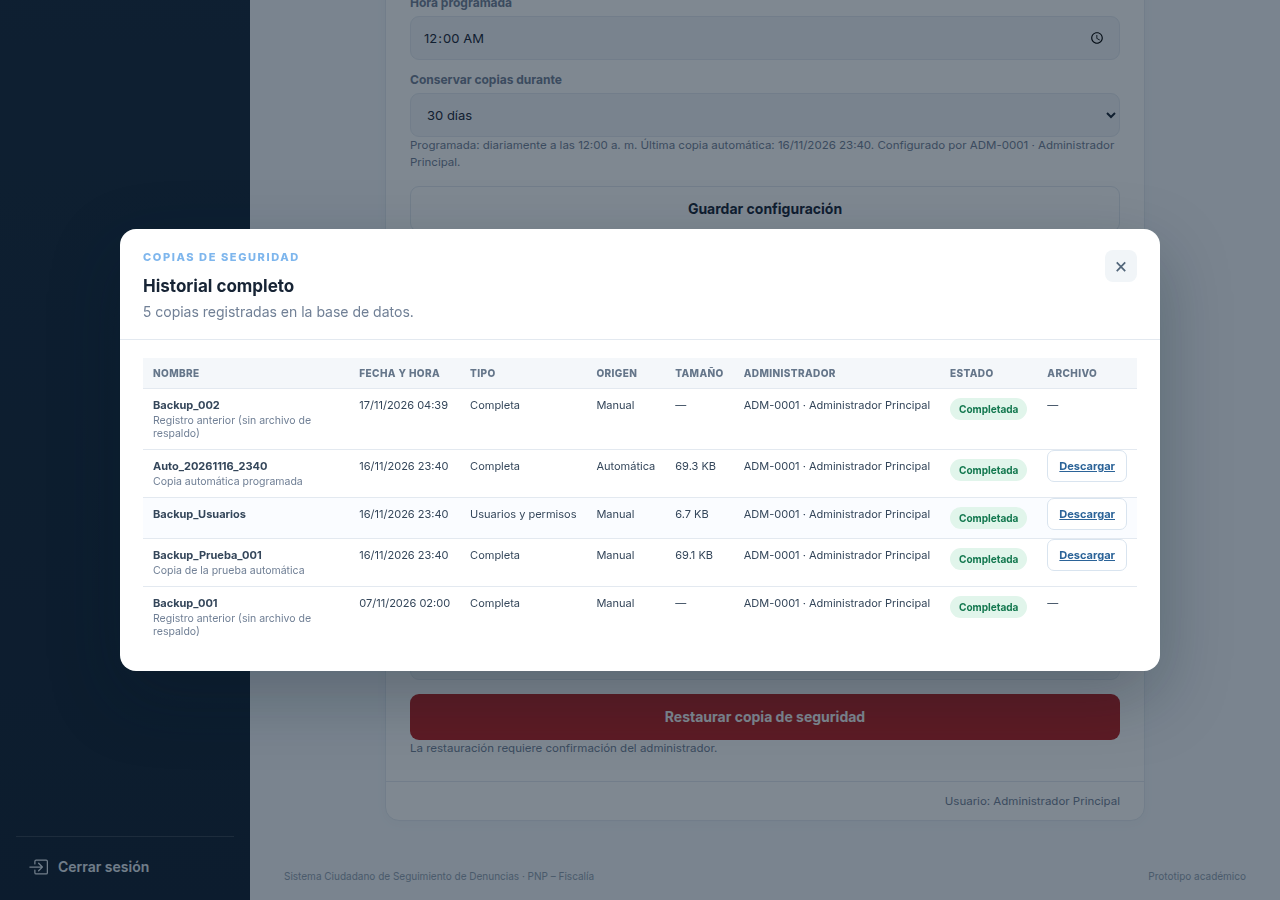 Hora programada
12:00 AM
Conservar copias durante
30 días
Programada: diariamente a las 12:00 a. m. Última copia automática: 16/11/2026 23:40. Configurado por ADM-0001 · Administrador
Principal.
Guardar configuración
COPIAS DE SEGURIDAD
Historial completo
5 copias registradas en la base de datos.
NOMBRE FECHA Y HORA TIPO ORIGEN TAMAÑO ADMINISTRADOR ESTADO ARCHIVO
Backup_002 17/11/2026 04:39 Completa Manual — ADM-0001 · Administrador Principal Completada —
Registro anterior (sin archivo de
respaldo)
Auto_20261116_2340 16/11/2026 23:40 Completa Automática 69.3 KB ADM-0001 · Administrador Principal Completada Descargar
Copia automática programada
Backup_Usuarios 16/11/2026 23:40 Usuarios y permisos Manual 6.7 KB ADM-0001 · Administrador Principal Completada Descargar
Backup_Prueba_001 16/11/2026 23:40 Completa Manual 69.1 KB ADM-0001 · Administrador Principal Completada Descargar
Copia de la prueba automática
Backup_001 07/11/2026 02:00 Completa Manual — ADM-0001 · Administrador Principal Completada —
Registro anterior (sin archivo de
respaldo)
Restaurar copia de seguridad
La restauración requiere confirmación del administrador.
Usuario: Administrador Principal
Cerrar sesión
Sistema Ciudadano de Seguimiento de Denuncias · PNP – Fiscalía
Prototipo académico